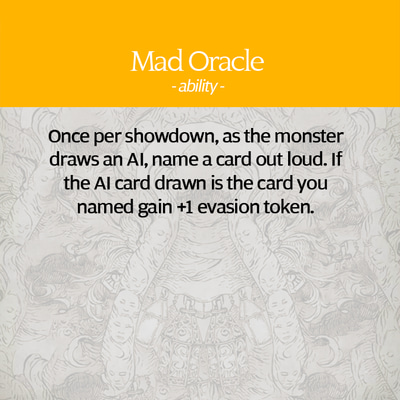 Mad Oracle
- ability -
Once per showdown, as the monster
draws an AI, name a card out loud. If
the AI card drawn is the card you
named gain +1 evasion token.